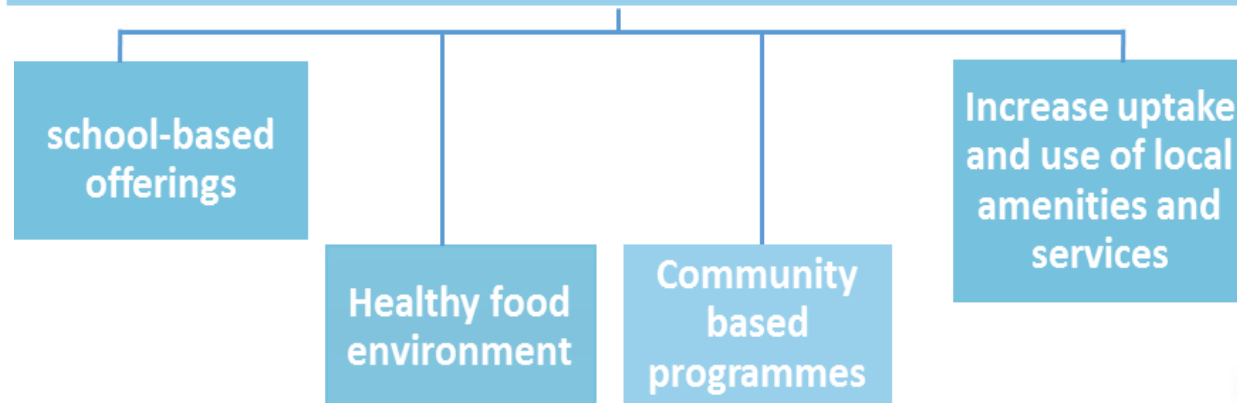 school-based
offerings
Healthy food
environment
Community
based
programmes
Increase uptake
and use of local
amenities and
services